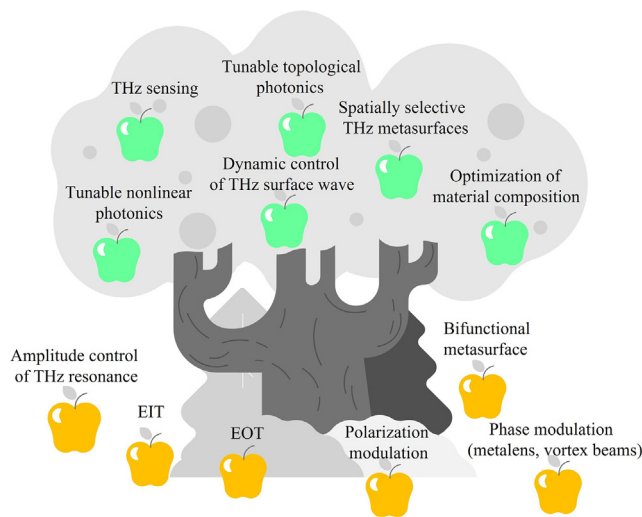 THz sensing
Tunable topological
photonics
Spatially selective
THz metasurfaces
Dynamic control
of THz surface wave
Optimization of
material composition
Tunable nonlinear
photonics
Bifunctional
metasurface
Amplitude control
of THz resonance
EIT
EOT
Polarization
modulation
Phase modulation
(metalens, vortex beams)